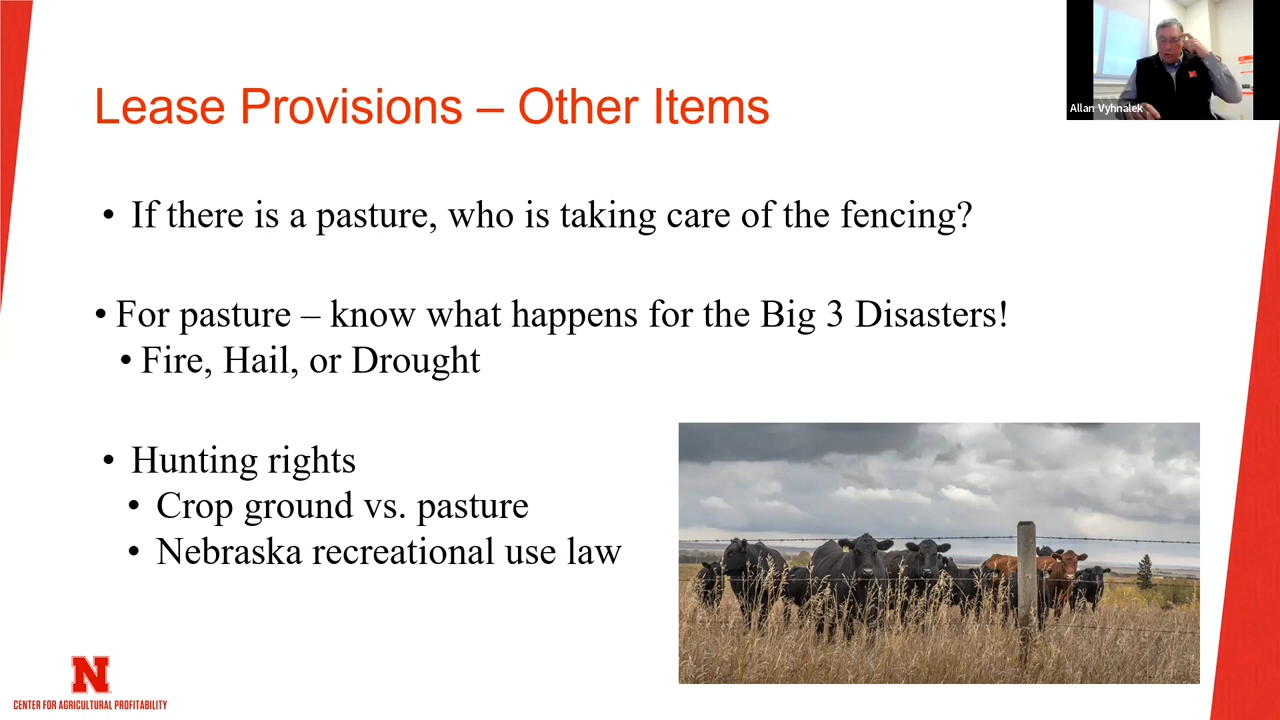 Allan Vyhnalek
Lease Provisions – Other Items
• If there is a pasture, who is taking care of the fencing?
• For pasture – know what happens for the Big 3 Disasters!
• Fire, Hail, or Drought
• Hunting rights
• Crop ground vs. pasture
• Nebraska recreational use law
N
CENTER FOR AGRICULTURAL PROFITABILITY